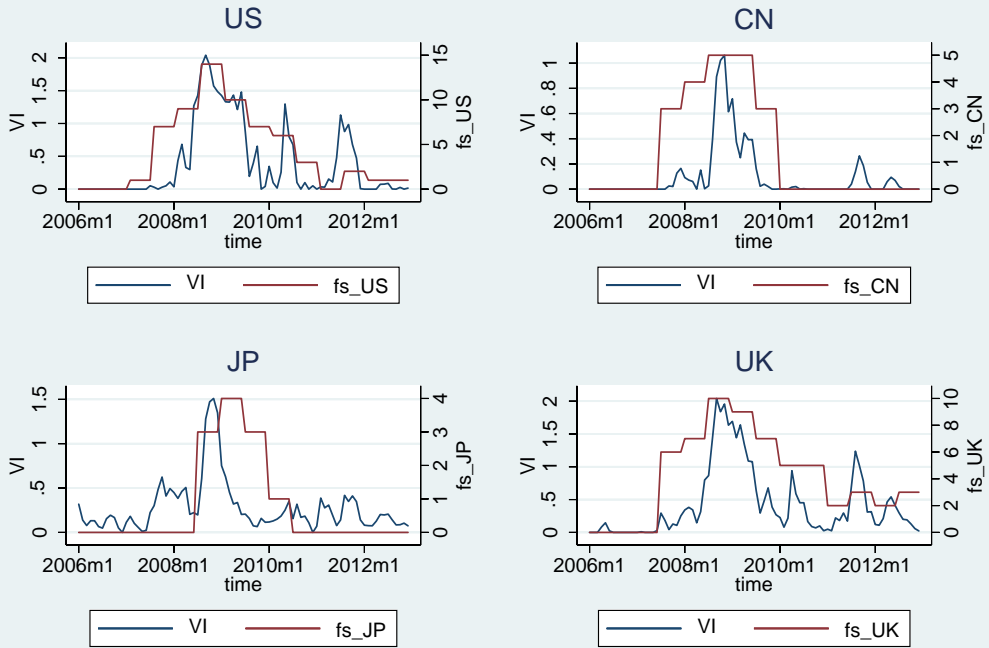 US
VI
0 .5 1 1.5 2
fs_US
0 5 10 15
2006m1 2008m1 2010m1 2012m1
time
VI fs_US
CN
VI
0 .2 .4 .6 .8 1
fs_CN
0 1 2 3 4 5
2006m1 2008m1 2010m1 2012m1
time
VI fs_CN
JP
VI
0 .5 1 1.5
fs_JP
0 1 2 3 4
2006m1 2008m1 2010m1 2012m1
time
VI fs_JP
UK
VI
0 .5 1 1.5 2
fs_UK
0 2 4 6 8 10
2006m1 2008m1 2010m1 2012m1
time
VI fs_UK